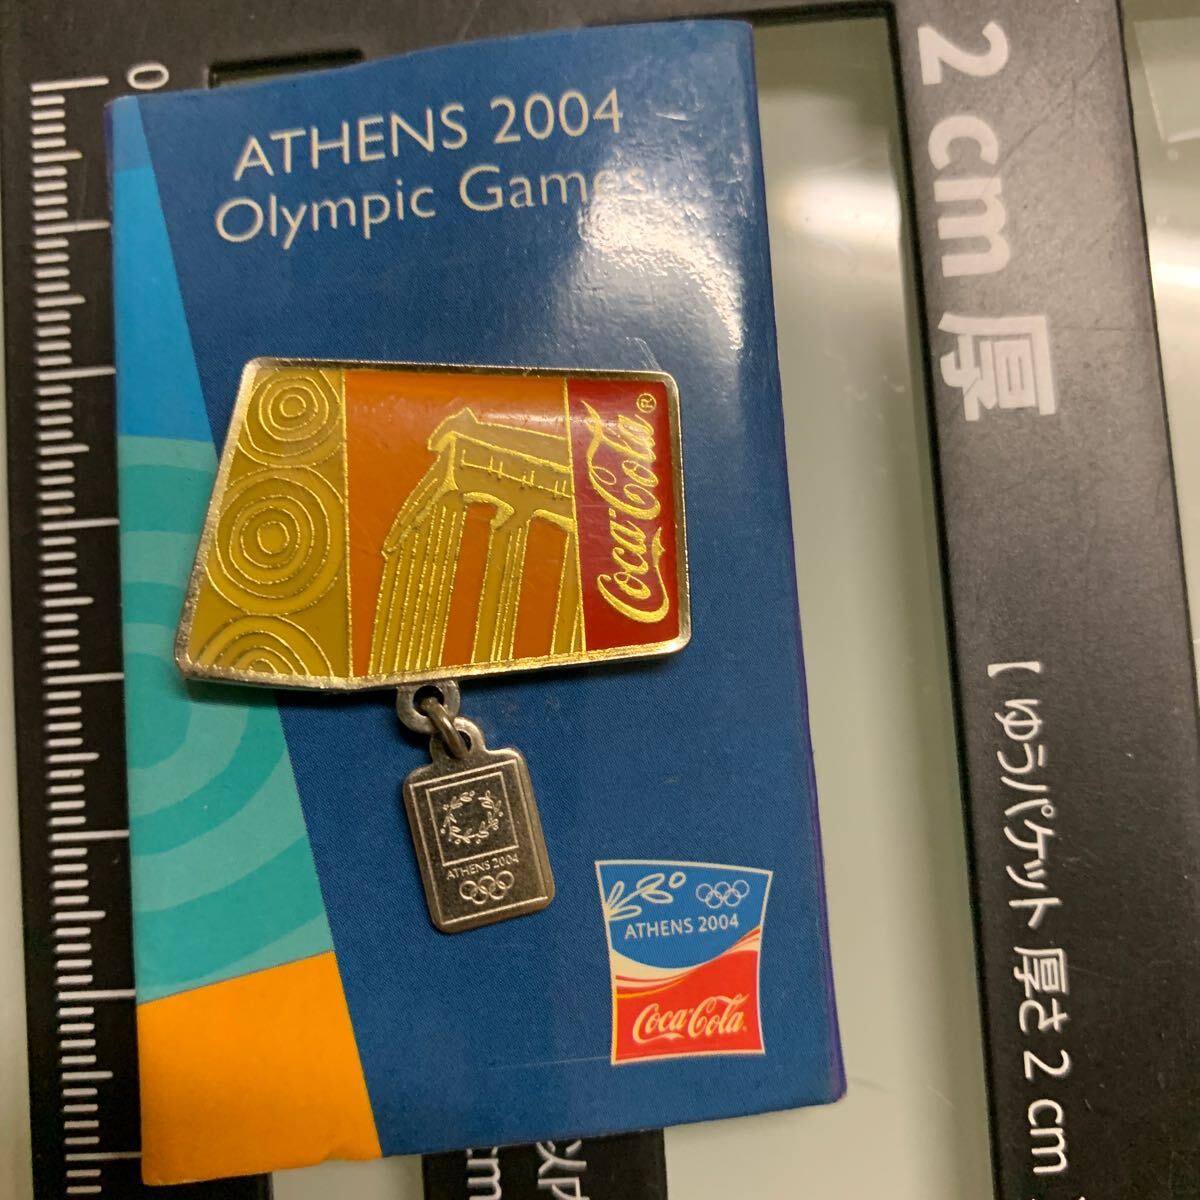 ATHENS 2004
Olympic Games
Coca-Cola®
ATHENS 2004
ATHENS 2004
Coca-Cola
0
2cm厚
【ゆうパケット 厚さ2cm
cm